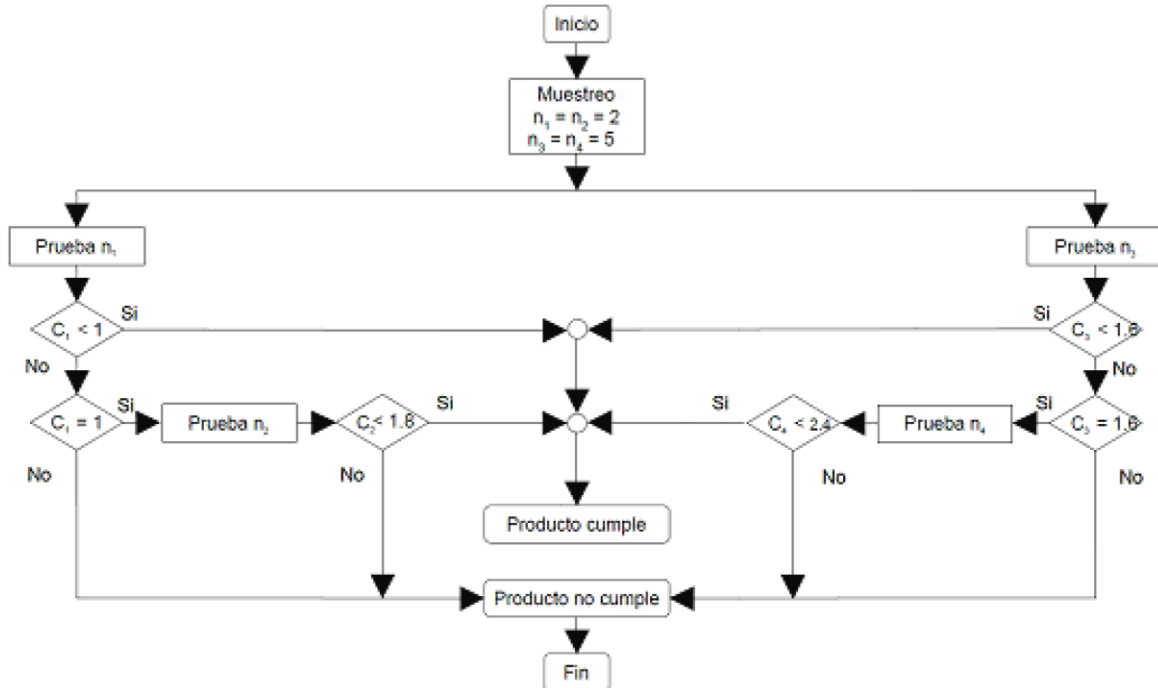 Inicio
Muestreo
n₁ = n₂ = 2
n₃ = n₄ = 5
Prueba n₁
Prueba n₃
Si
Si
C₁ < 1
C₃ < 1.6
No
No
C₁ = 1
Si
Prueba n₂
C₂ < 1.8
Si
Si
C₄ < 2.4
Prueba n₄
Si
C₃ = 1.6
No
No
No
No
Producto cumple
Producto no cumple
Fin